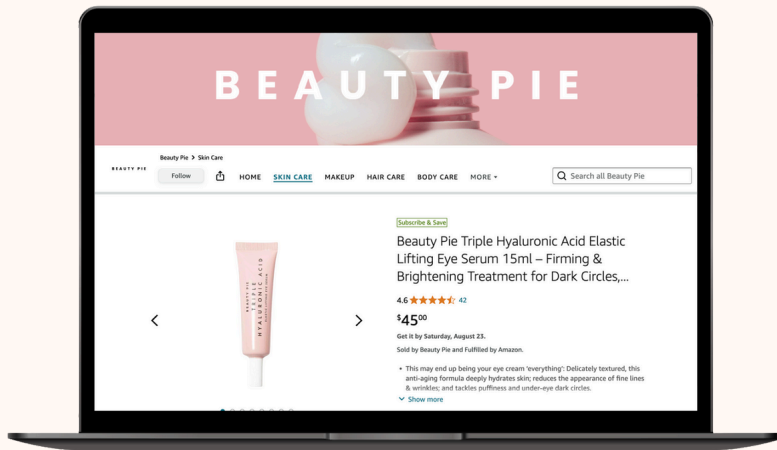 BEAUTY PIE
Beauty Pie > Skin Care
BEAUTY PIE
Follow
HOME
SKIN CARE
MAKEUP
HAIR CARE
BODY CARE
MORE
Search all Beauty Pie
Subscribe & Save
Beauty Pie Triple Hyaluronic Acid Elastic
Lifting Eye Serum 15ml – Firming &
Brightening Treatment for Dark Circles,...
4.6 42
$4500
Get it by Saturday, August 23.
Sold by Beauty Pie and Fulfilled by Amazon.
• This may end up being your eye cream 'everything': Delicately textured, this
anti-aging formula deeply hydrates skin; reduces the appearance of fine lines
& wrinkles; and tackles puffiness and under-eye dark circles.
Show more
BEAUTY PIE
TRIPLE
HYALURONIC ACID